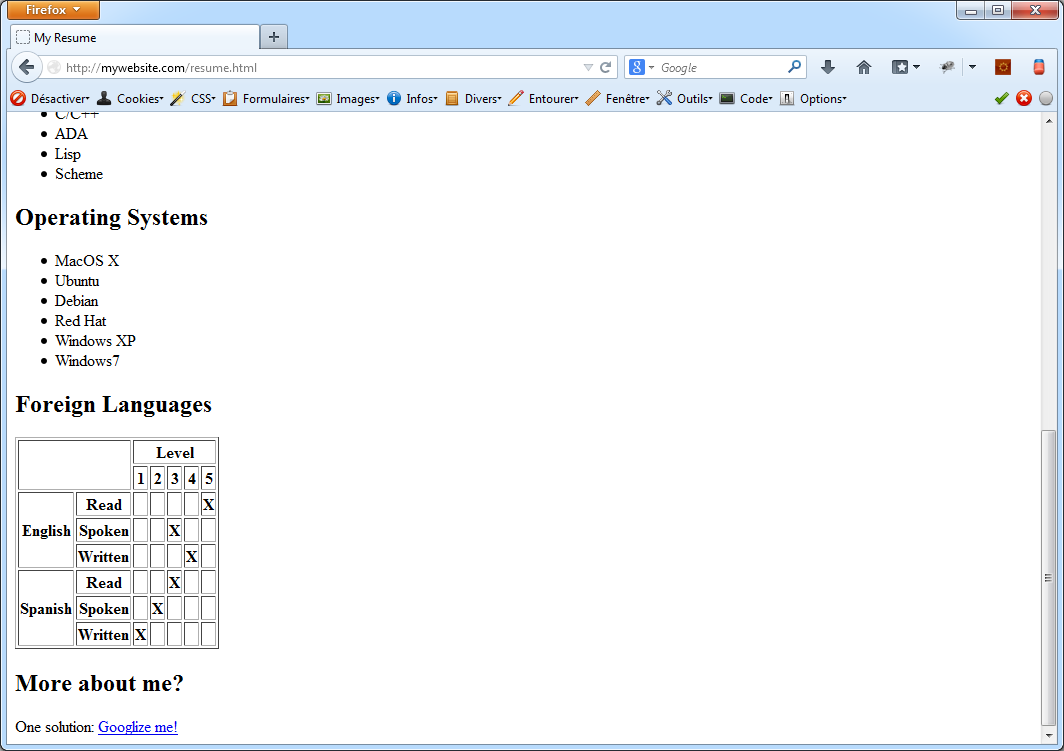 Firefox
My Resume
http://mywebsite.com/resume.html
Google
Désactiver Cookies CSS Formulaires Images Infos Divers Entourer Fenêtre Outils Code Options
C/C++
ADA
Lisp
Scheme
Operating Systems
MacOS X
Ubuntu
Debian
Red Hat
Windows XP
Windows7
Foreign Languages
Level
1 2 3 4 5
English
Read X
Spoken X
Written X
Spanish
Read X
Spoken X
Written X
More about me?
One solution: Googlize me!